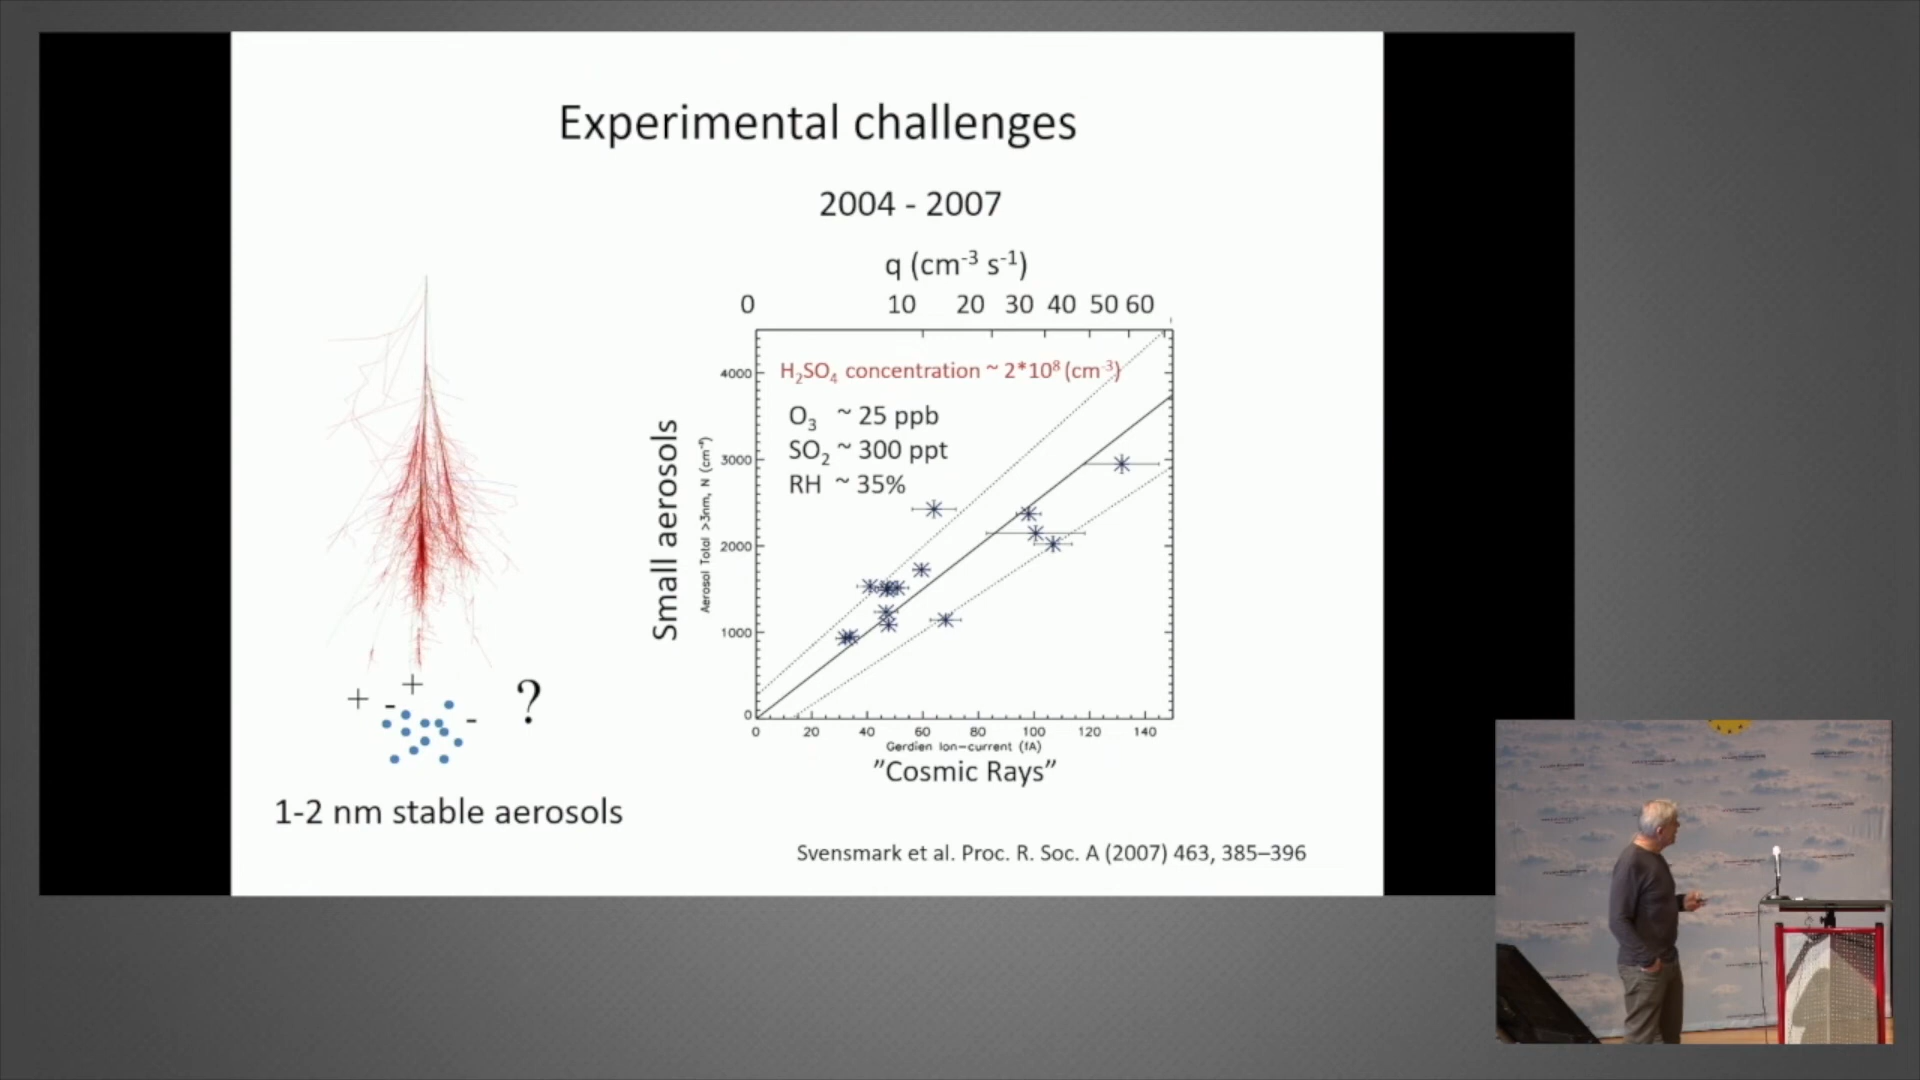 Experimental challenges
2004 - 2007
q (cm⁻³ s⁻¹)
0 10 20 30 40 50 60
H₂SO₄ concentration ~ 2*10⁸ (cm⁻³)
O₃ ~ 25 ppb
SO₂ ~ 300 ppt
RH ~ 35%
4000
3000
2000
1000
0
Small aerosols
Aerosol Total >3nm, N (cm⁻³)
0 20 40 60 80 100 120 140
Gerdien Ion-current (fA)
"Cosmic Rays"
+ + - - ?
1-2 nm stable aerosols
Svensmark et al. Proc. R. Soc. A (2007) 463, 385–396